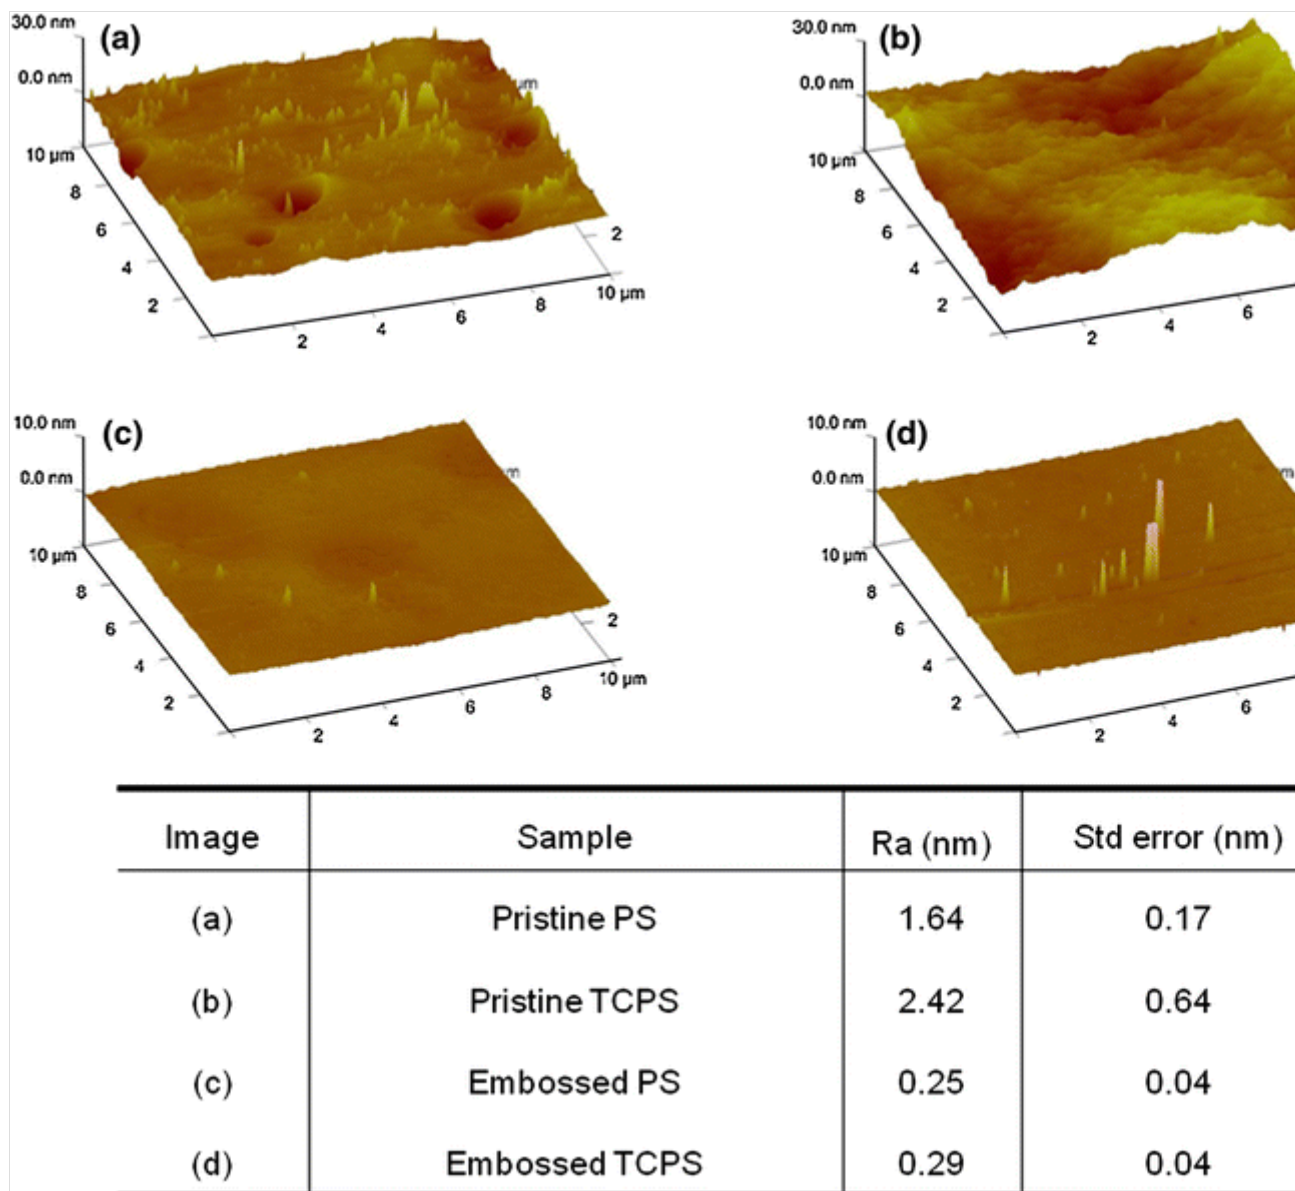 30.0 nm
(a)
0.0 nm
µm
10 µm
8
6
4
2
2
4
6
8
10 µm
2
30.0 nm
(b)
0.0 nm
10 µm
8
6
4
2
2
4
6
10.0 nm
(c)
0.0 nm
10 µm
8
6
4
2
2
4
6
8
10 µm
2
10.0 nm
(d)
0.0 nm
10 µm
8
6
4
2
2
4
6
Image Sample Ra (nm) Std error (nm)
(a) Pristine PS 1.64 0.17
(b) Pristine TCPS 2.42 0.64
(c) Embossed PS 0.25 0.04
(d) Embossed TCPS 0.29 0.04